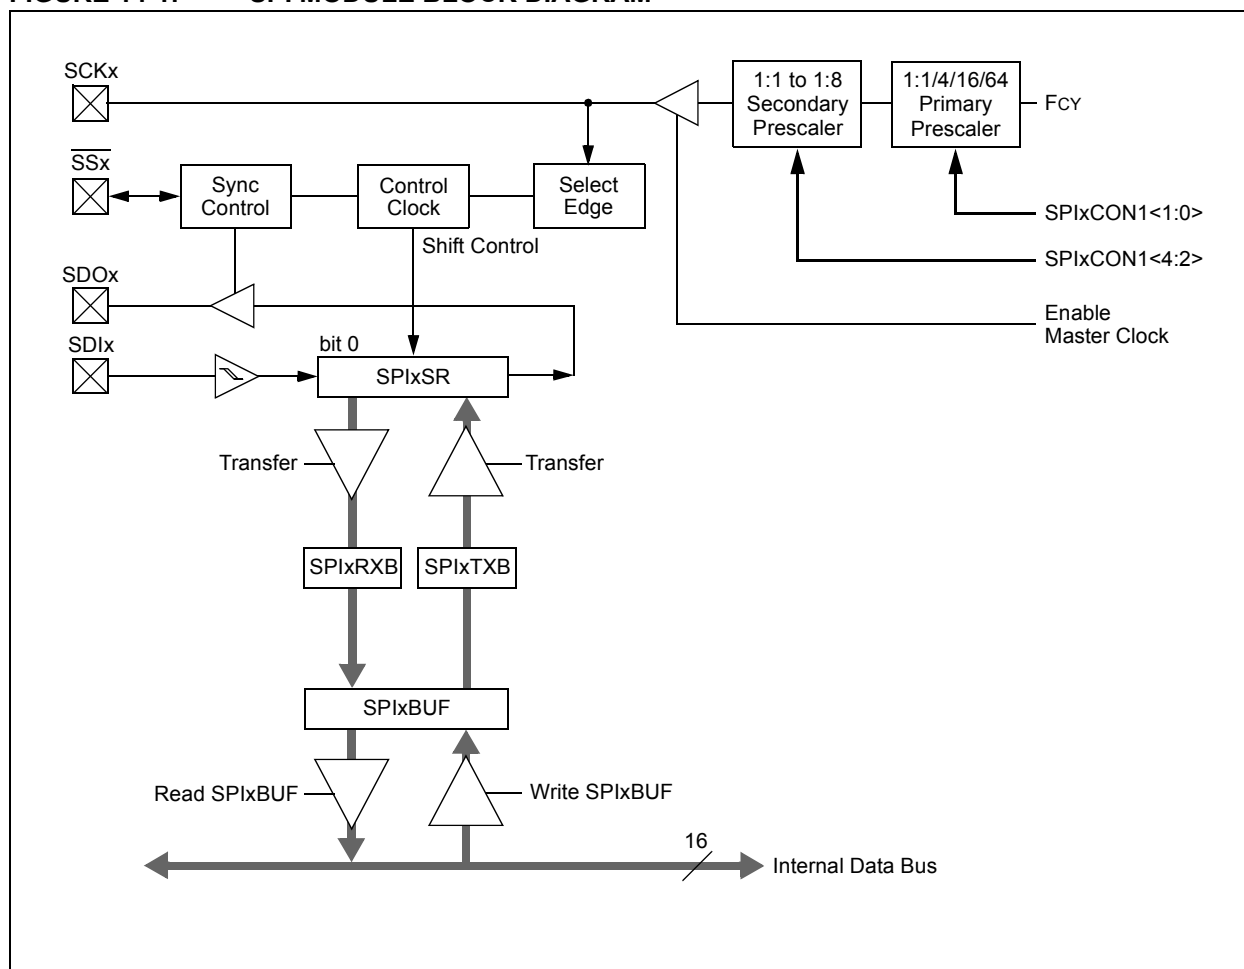 SCKx
1:1 to 1:8
Secondary
Prescaler
1:1/4/16/64
Primary
Prescaler
FCY
SSx
Sync
Control
Control
Clock
Select
Edge
SPIxCON1<1:0>
Shift Control
SPIxCON1<4:2>
SDOx
Enable
Master Clock
SDIx
bit 0
SPIxSR
Transfer
Transfer
SPIxRXB
SPIxTXB
SPIxBUF
Read SPIxBUF
Write SPIxBUF
16
Internal Data Bus